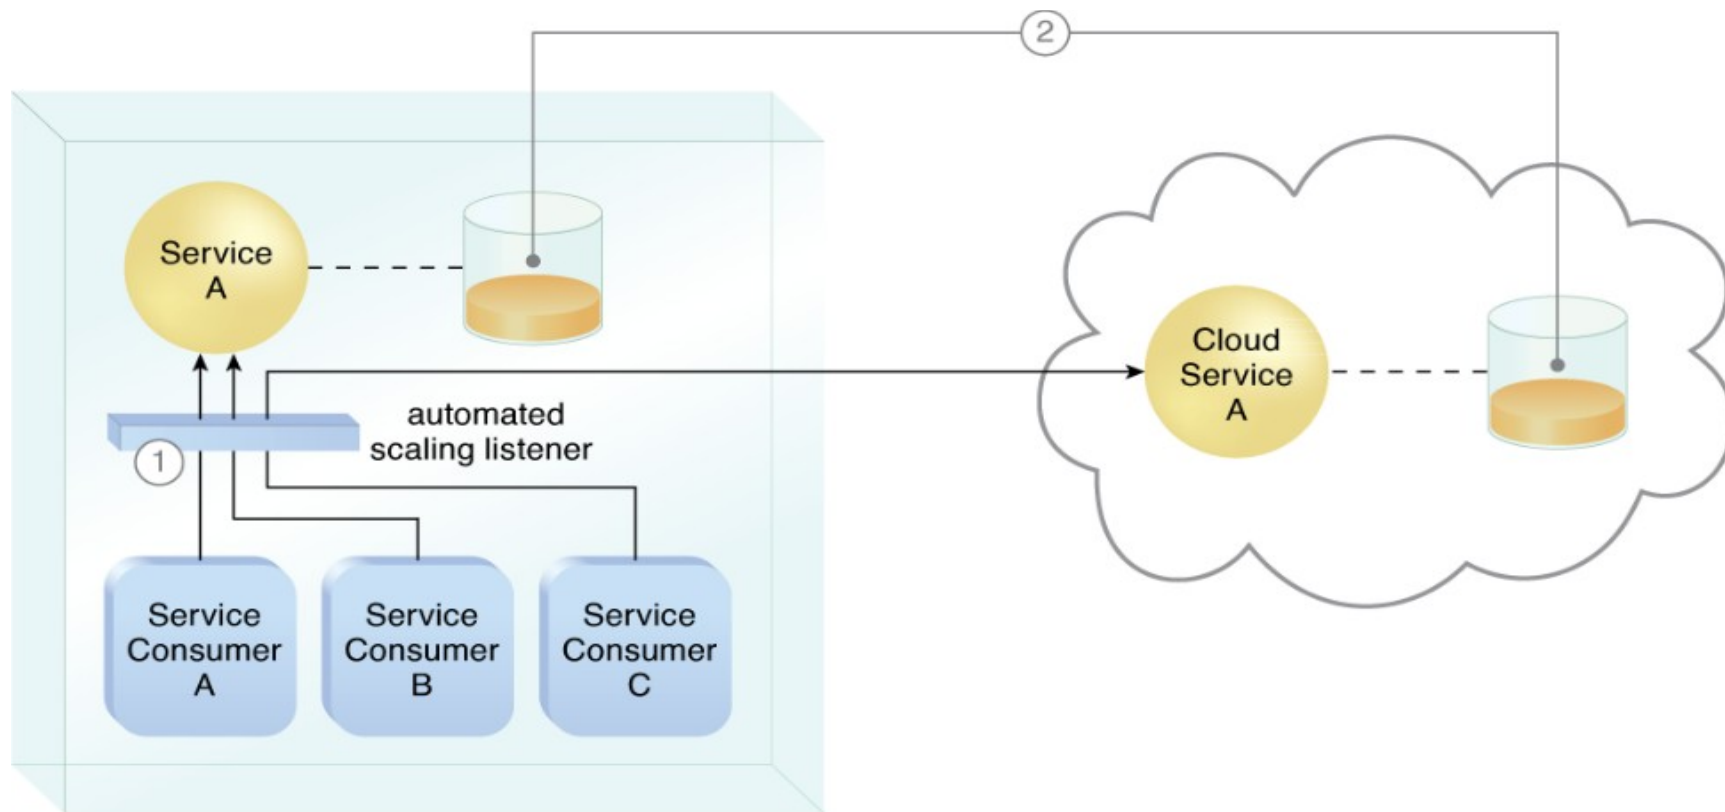 2
Service
A
Cloud
Service
A
automated
scaling listener
1
Service
Consumer
A
Service
Consumer
B
Service
Consumer
C